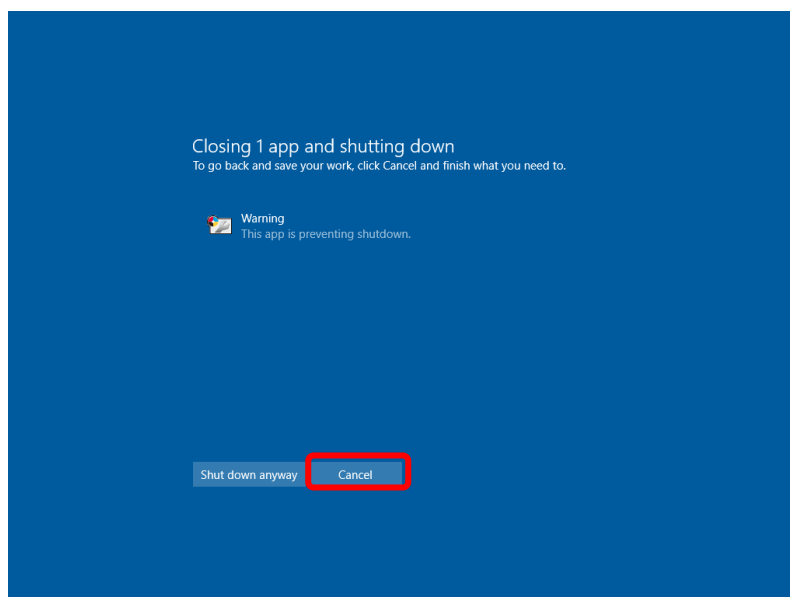 Closing 1 app and shutting down
To go back and save your work, click Cancel and finish what you need to.
Warning
This app is preventing shutdown.
Shut down anyway
Cancel